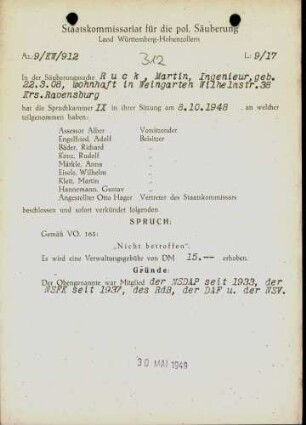 Staatskommissariat für die pol. Säuberung
Land Württemberg-Hohenzollern
Az.: 9/KW/912
312
L: 9/17
In der Säuberungssache Ruck, Martin, Ingenieur, geb.
22.3.08, wohnhaft in Weingarten Wilhelmstr.38
Krs.Ravensburg
hat die Spruchkammer IX in ihrer Sitzung am 8.10.1948 , an welcher
teilgenommen haben:
Assessor Alber Vorsitzender
Engelfried, Adolf Beisitzer
Bäder, Richard "
Kenz, Rudolf "
Märkle, Anna "
Eisele, Wilhelm "
Klett, Martin "
Hannemann, Gustav "
Angestellter Otto Hager Vertreter des Staatskommissars
beschlossen und sofort verkündet folgenden
SPRUCH:
Gemäß VO. 165:
„Nicht betroffen“.
Es wird eine Verwaltungsgebühr von DM 15.-- erhoben.
Gründe:
Der Obengenannte war Mitglied der NSDAP seit 1933, der
NSFK seit 1937, des RdB, der DAF u. der NSV.
30 MAI 1949